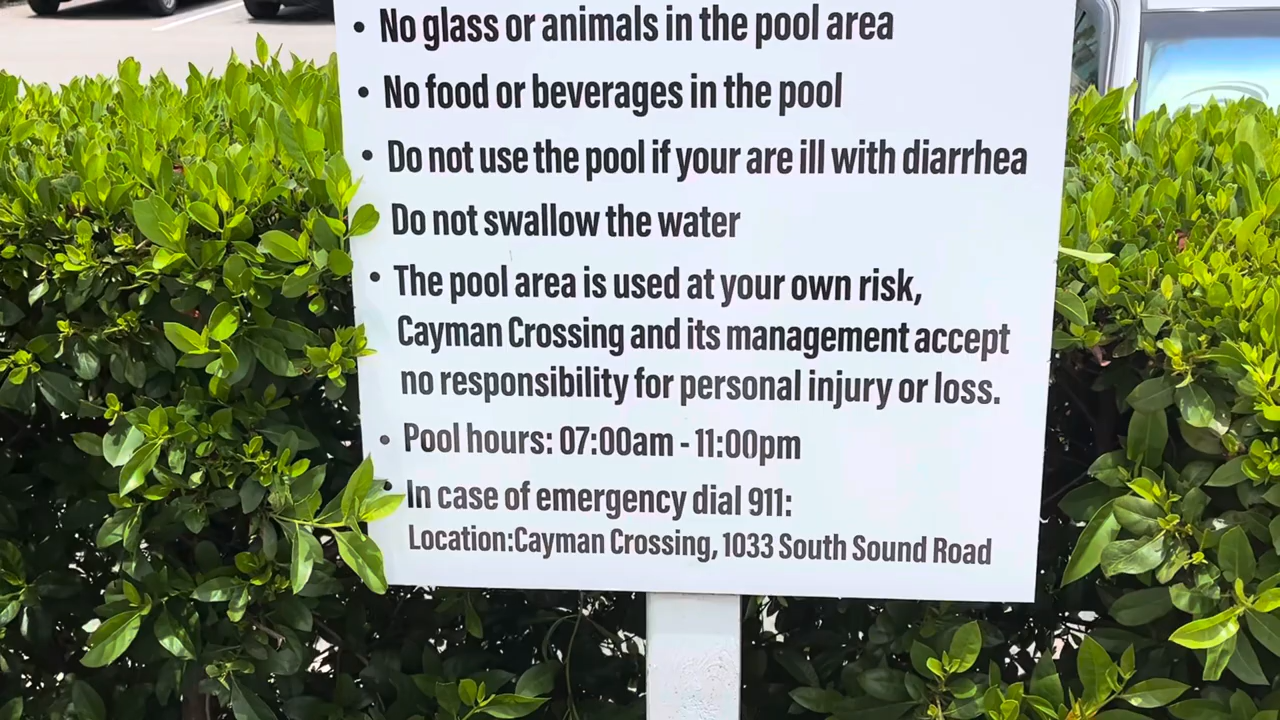 • No glass or animals in the pool area
• No food or beverages in the pool
• Do not use the pool if your are ill with diarrhea
Do not swallow the water
• The pool area is used at your own risk,
Cayman Crossing and its management accept
no responsibility for personal injury or loss.
• Pool hours: 07:00am - 11:00pm
• In case of emergency dial 911:
Location:Cayman Crossing, 1033 South Sound Road